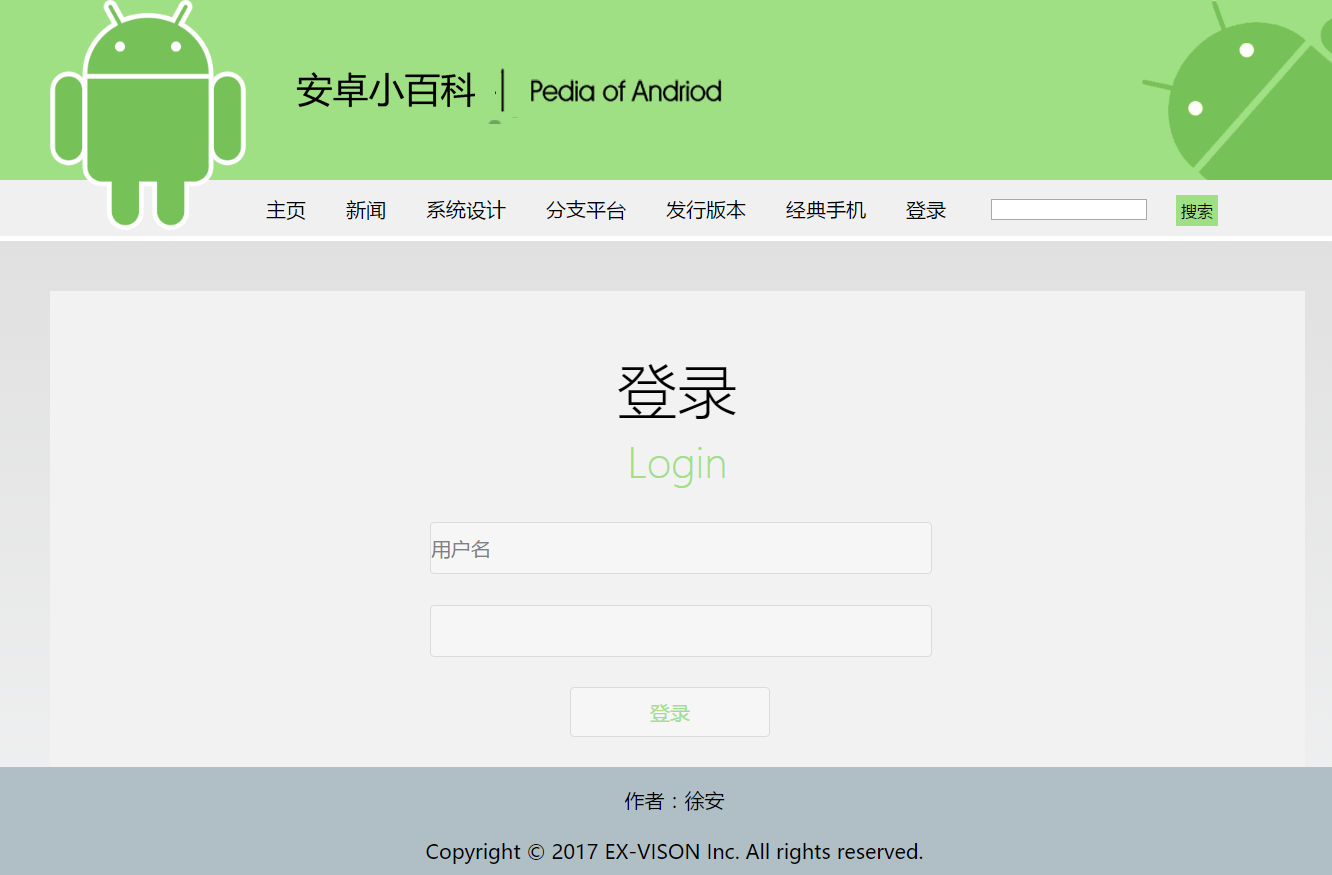 安卓小百科 | Pedia of Andriod
主页 新闻 系统设计 分支平台 发行版本 经典手机 登录 搜索
登录
Login
用户名
登录
作者：徐安
Copyright © 2017 EX-VISON Inc. All rights reserved.